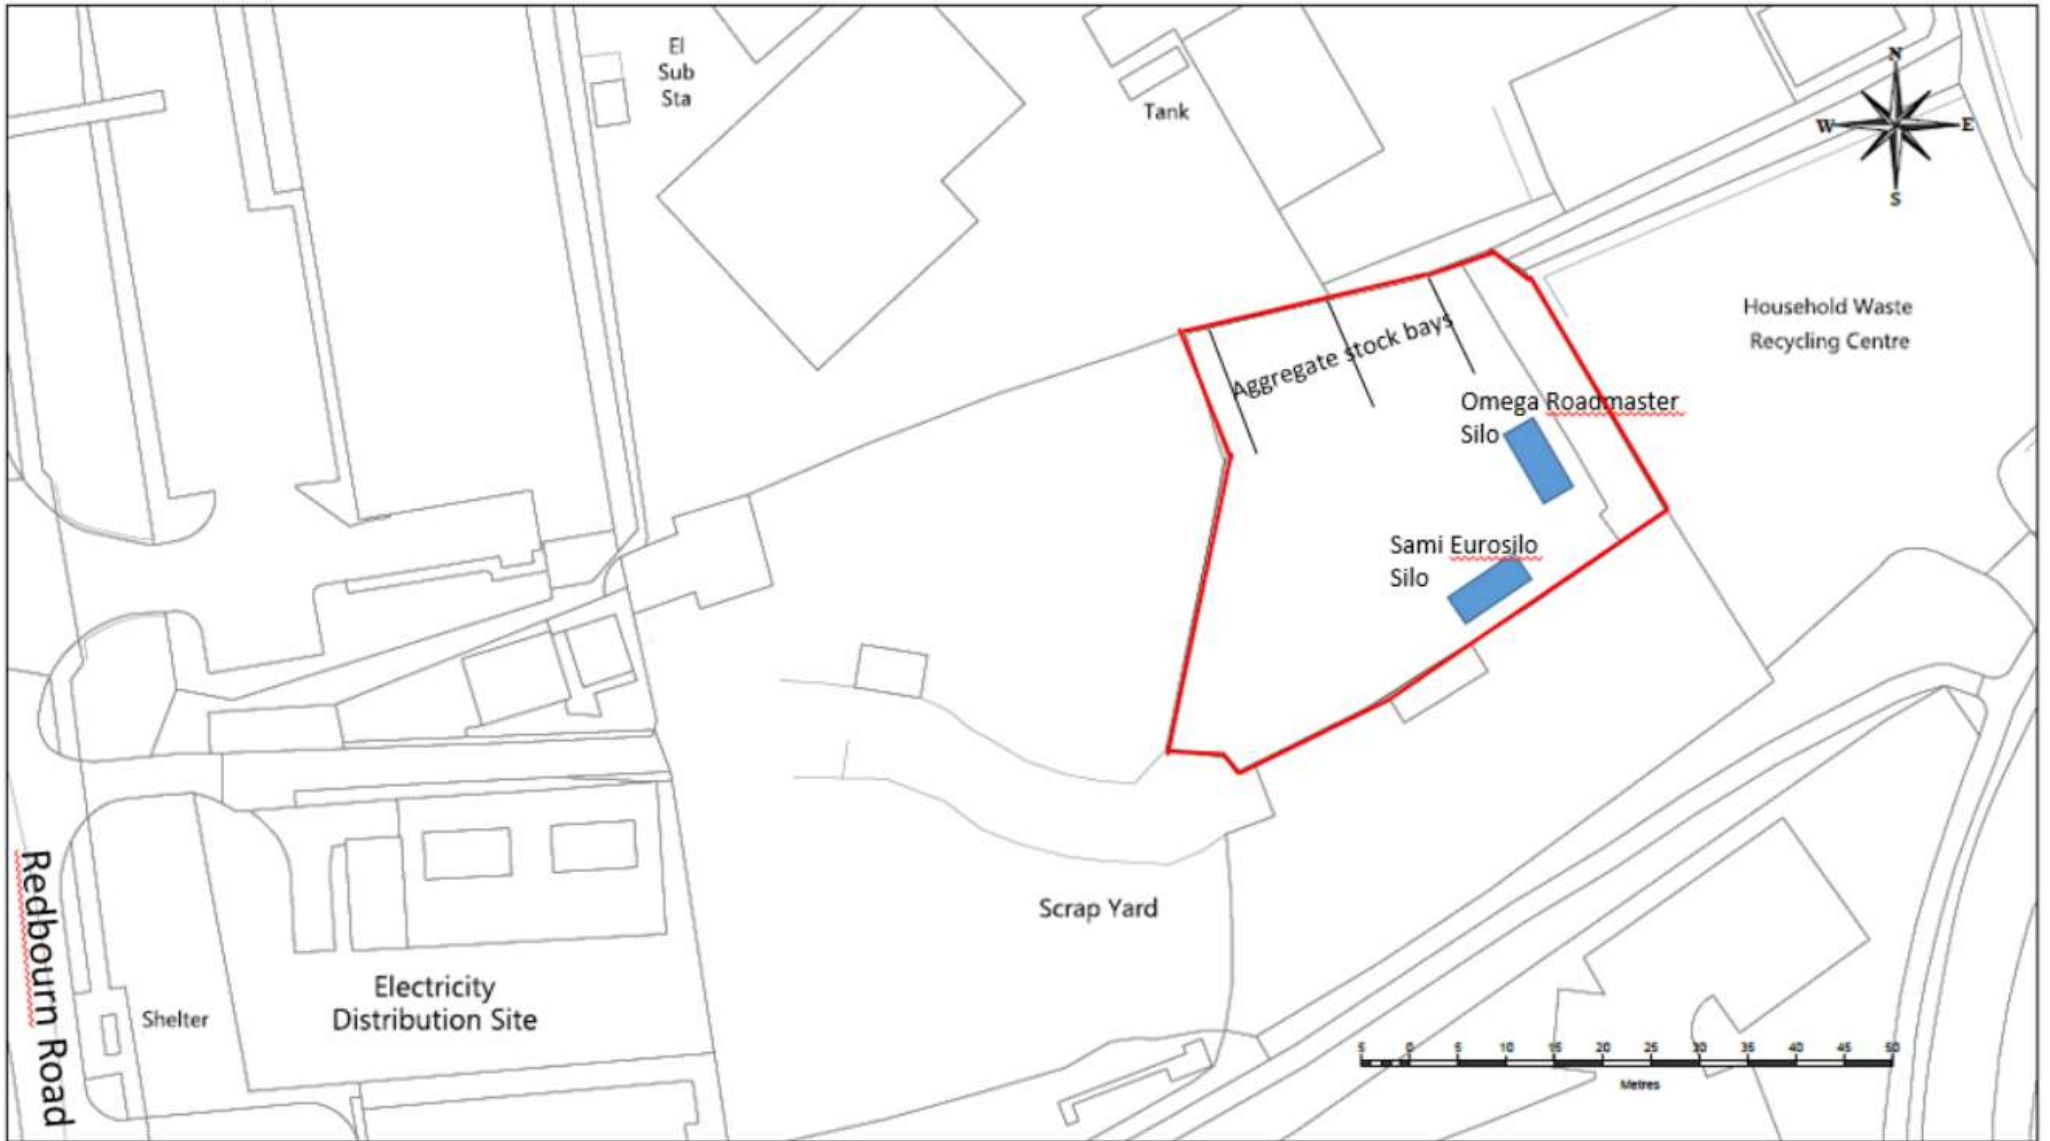 El
Sub
Sta
Tank
N
W
E
S
Household Waste
Recycling Centre
Aggregate stock bays
Omega Roadmaster
Silo
Sami Eurosilo
Silo
Scrap Yard
Redbourn Road
Electricity
Distribution Site
Shelter
5 0 5 10 15 20 25 30 35 40 45 50
Metres